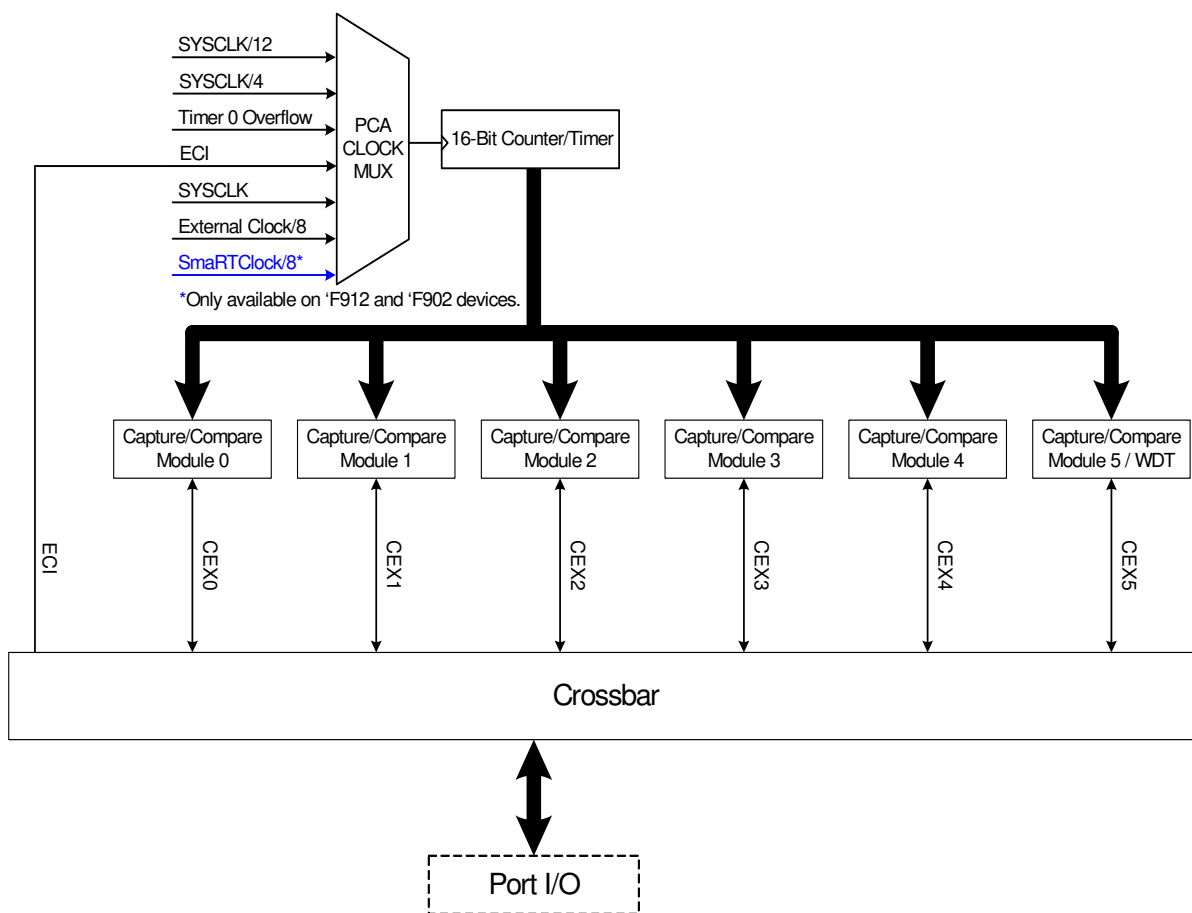 SYSCLK/12
SYSCLK/4
Timer 0 Overflow
ECI
SYSCLK
External Clock/8
SmaRTClock/8*
PCA
CLOCK
MUX
16-Bit Counter/Timer
*Only available on ‘F912 and ‘F902 devices.
Capture/Compare
Module 0
Capture/Compare
Module 1
Capture/Compare
Module 2
Capture/Compare
Module 3
Capture/Compare
Module 4
Capture/Compare
Module 5 / WDT
ECI
CEX0
CEX1
CEX2
CEX3
CEX4
CEX5
Crossbar
Port I/O